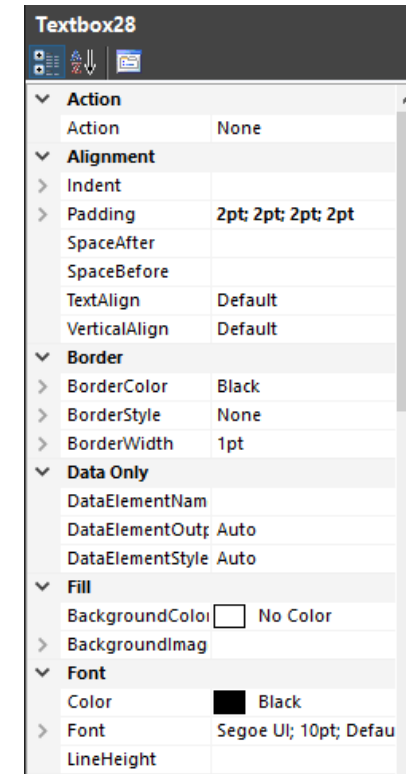 Textbox28
Action
Action None
Alignment
Indent
Padding 2pt; 2pt; 2pt; 2pt
SpaceAfter
SpaceBefore
TextAlign Default
VerticalAlign Default
Border
BorderColor Black
BorderStyle None
BorderWidth 1pt
Data Only
DataElementNam
DataElementOutp Auto
DataElementStyle Auto
Fill
BackgroundColor No Color
BackgroundImag
Font
Color Black
Font Segoe UI; 10pt; Defau
LineHeight